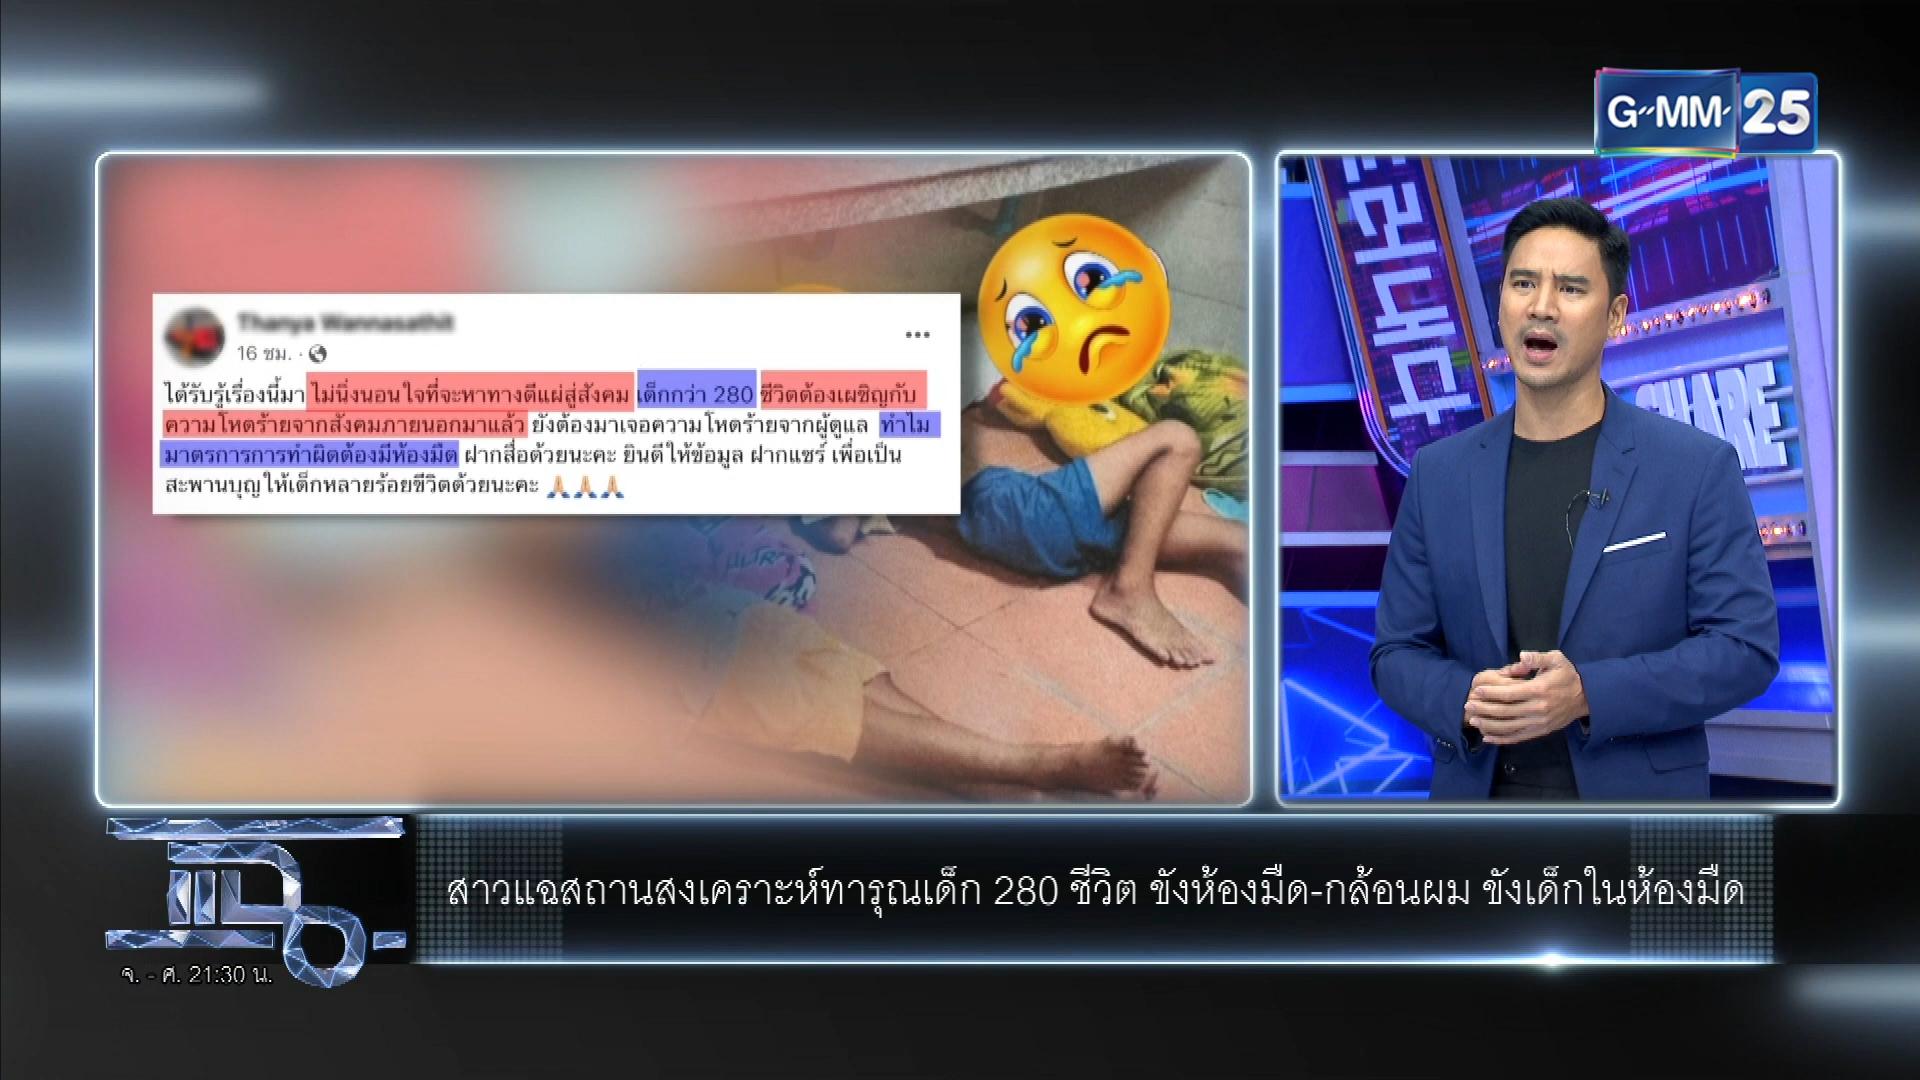 G MM 25
Thanya Wannasathit
16 ชม.
ได้รับรู้เรื่องนี้มา ไม่นิ่งนอนใจที่จะหาทางตีแผ่สู่สังคม เด็กกว่า 280 ชีวิตต้องเผชิญกับ
ความโหดร้ายจากสังคมภายนอกมาแล้ว ยังต้องมาเจอความโหดร้ายจากผู้ดูแล ทำไม
มาตรการการทำผิดต้องมีห้องมืด ฝากสื่อด้วยนะคะ ยินดีให้ข้อมูล ฝากแชร์ เพื่อเป็น
สะพานบุญให้เด็กหลายร้อยชีวิตด้วยนะคะ 🙏🙏🙏
SHARE
แฉ
สาวแฉสถานสงเคราะห์ทารุณเด็ก 280 ชีวิต ขังห้องมืด-กล้อนผม ขังเด็กในห้องมืด
จ. - ศ. 21:30 น.